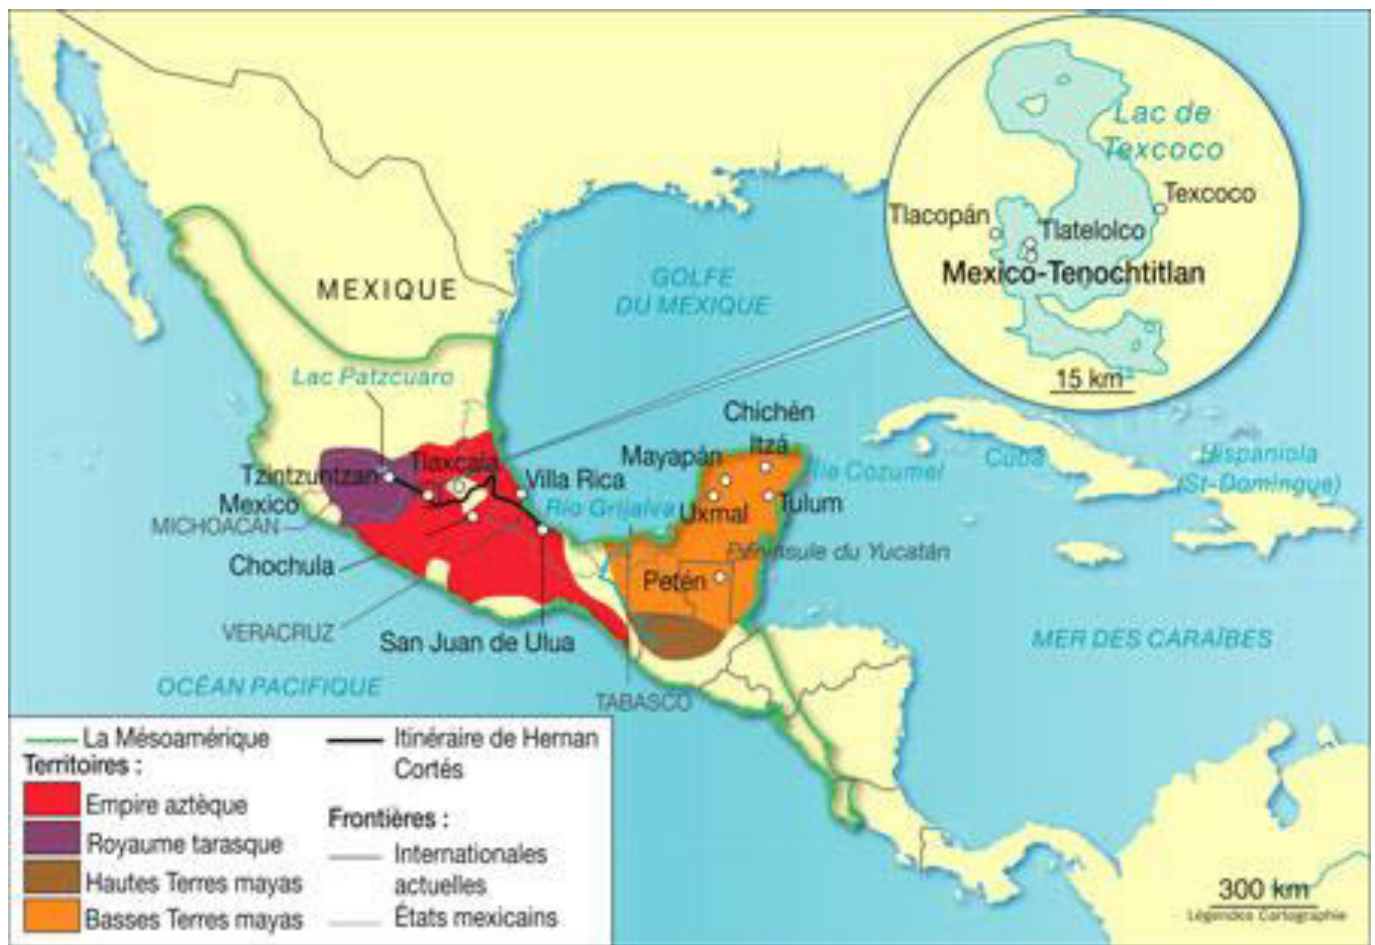 Lac de
Texcoco
Texcoco
Tlacopán
Tlatelolco
Mexico-Tenochtitlan
15 km
MEXIQUE
GOLFE
DU MEXIQUE
Lac Patzcuaro
Chichén
Itzá
Mayapán
Île Cozumel
Cuba
Hispaniola
(St-Domingue)
Tzintzuntzan
Tlaxcala
Villa Rica
Mexico
Rio Grijalva
Uxmal
Tulum
MICHOACAN
Péninsule du Yucatán
Chochula
Petén
VERACRUZ
San Juan de Ulua
MER DES CARAÏBES
OCÉAN PACIFIQUE
TABASCO
La Mésoamérique
Territoires :
Empire aztèque
Royaume tarasque
Hautes Terres mayas
Basses Terres mayas
Itinéraire de Hernan
Cortés
Frontières :
Internationales
actuelles
États mexicains
300 km
Légendes Cartographie